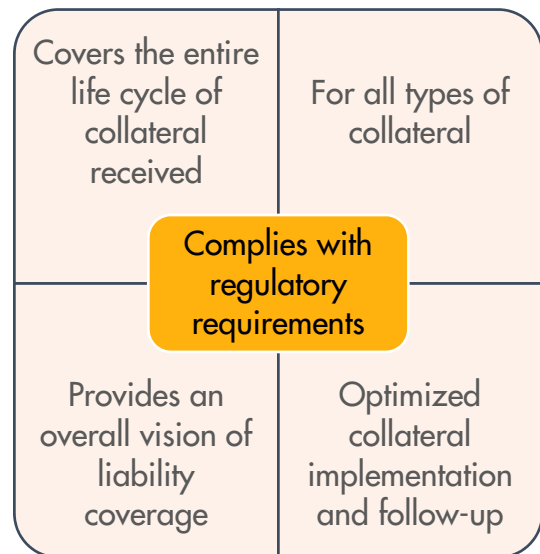 Covers the entire
life cycle of
collateral
received
For all types of
collateral
Complies with
regulatory
requirements
Provides an
overall vision of
liability
coverage
Optimized
collateral
implementation
and follow-up